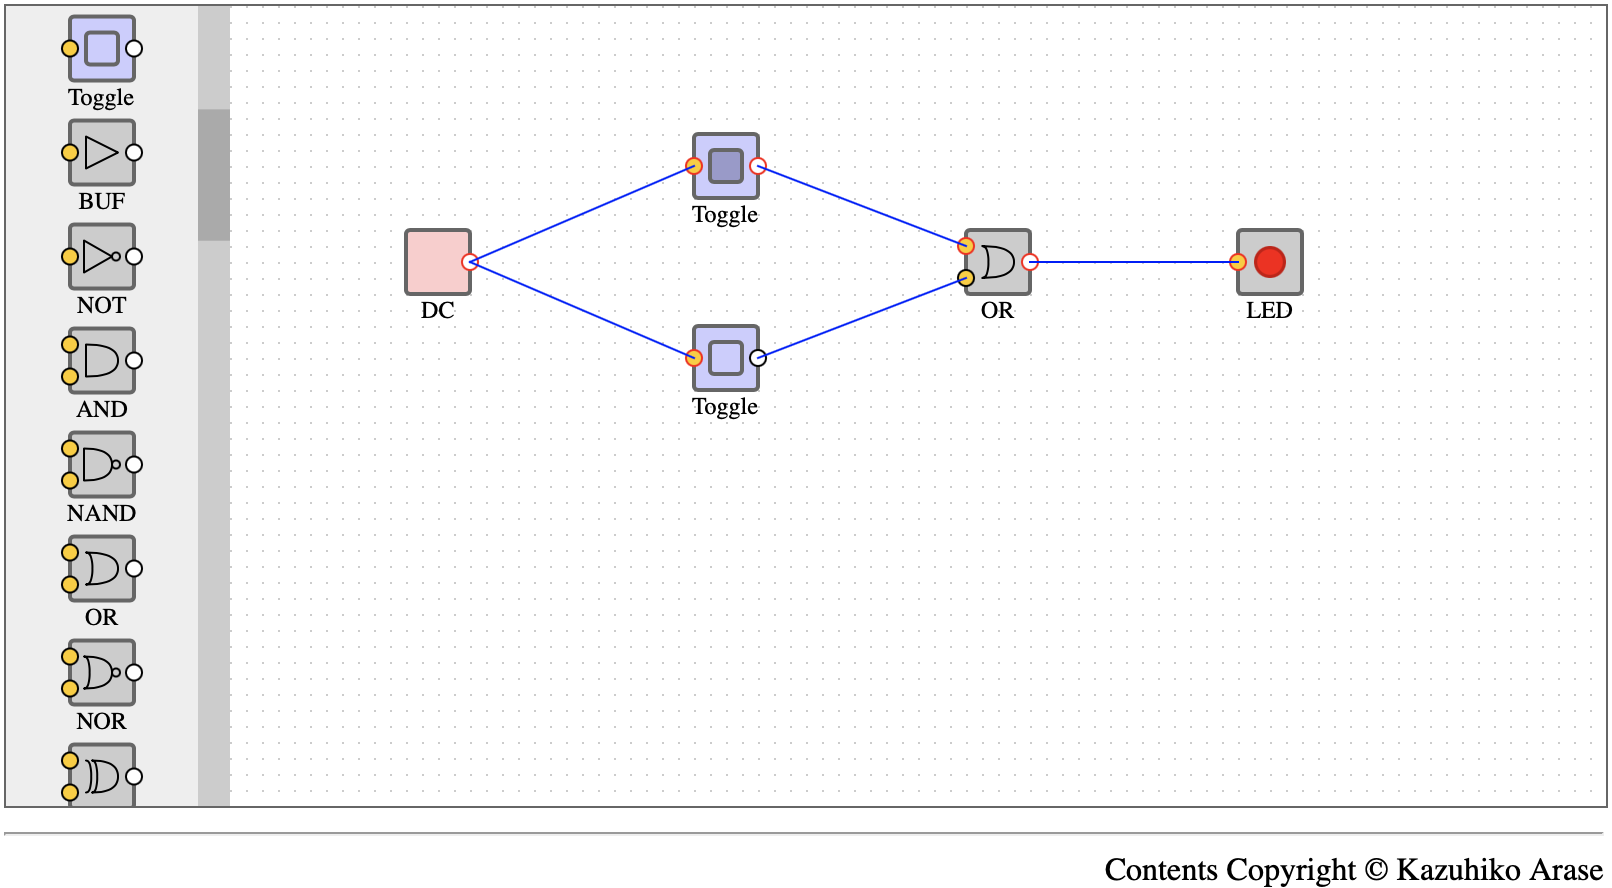 Toggle
BUF
NOT
AND
NAND
OR
NOR
Toggle
DC
Toggle
OR
LED
Contents Copyright © Kazuhiko Arase